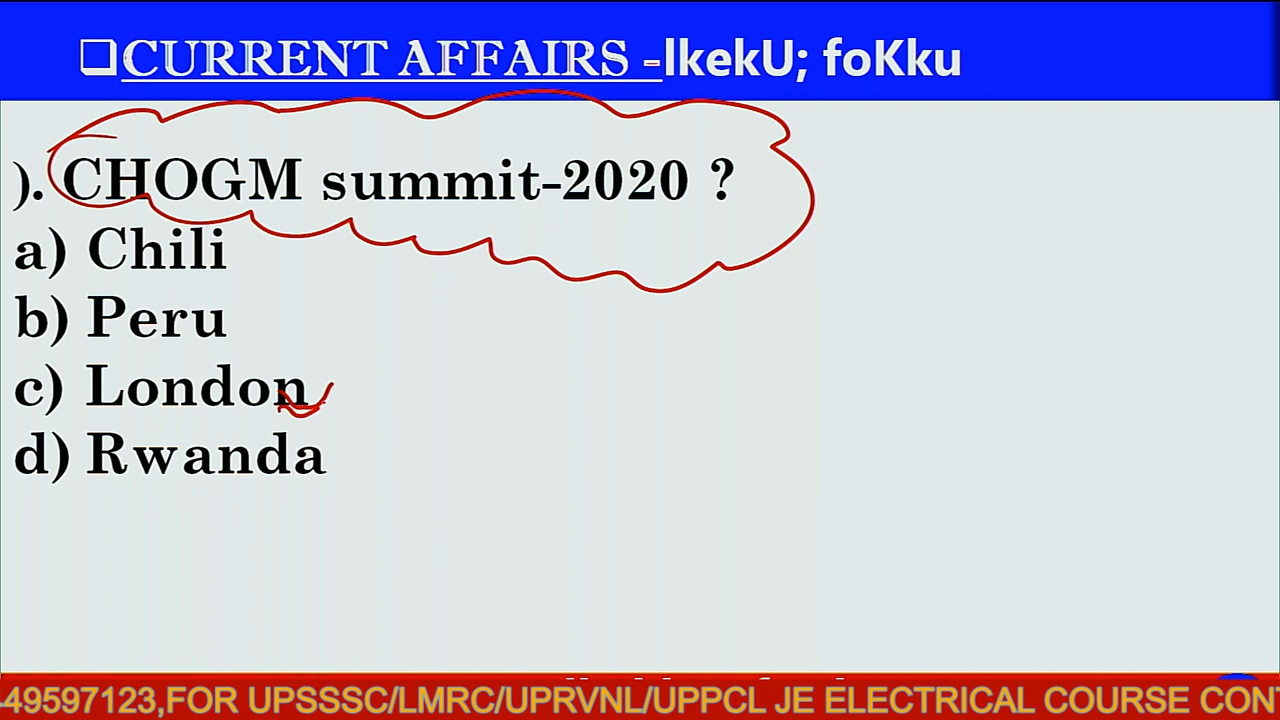 ❑CURRENT AFFAIRS -lkekU; foKku
). CHOGM summit-2020 ?
a) Chili
b) Peru
c) London
d) Rwanda
49597123,FOR UPSSSC/LMRC/UPRVNL/UPPCL JE ELECTRICAL COURSE CON